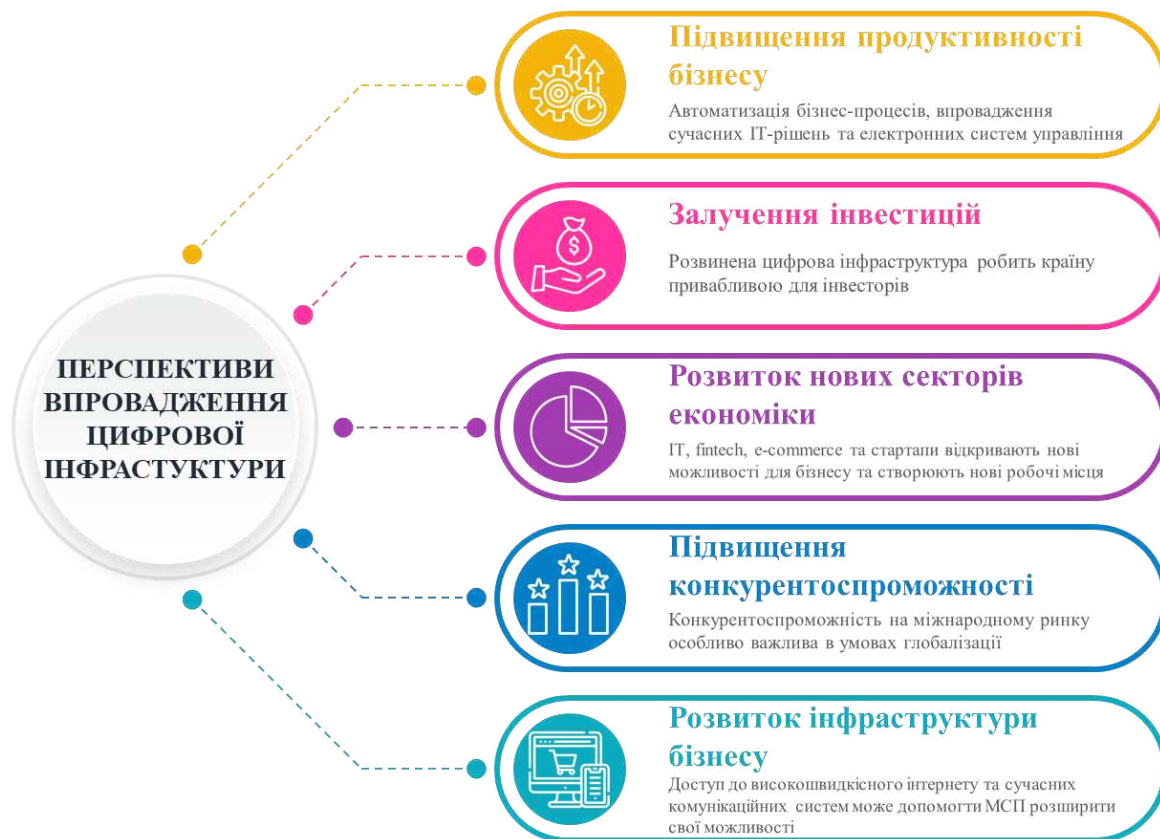 ПЕРСПЕКТИВИ
ВПРОВАДЖЕННЯ
ЦИФРОВОЇ
ІНФРАСТУКТУРИ
Підвищення продуктивності
бізнесу
Автоматизація бізнес-процесів, впровадження
сучасних ІТ-рішень та електронних систем управління
Залучення інвестицій
Розвинена цифрова інфраструктура робить країну
привабливою для інвесторів
Розвиток нових секторів
економіки
ІТ, fintech, e-commerce та стартапи відкривають нові
можливості для бізнесу та створюють нові робочі місця
Підвищення
конкурентоспроможності
Конкурентоспроможність на міжнародному ринку
особливо важлива в умовах глобалізації
Розвиток інфраструктури
бізнесу
Доступ до високошвидкісного інтернету та сучасних
комунікаційних систем може допомогти МСП розширити
свої можливості